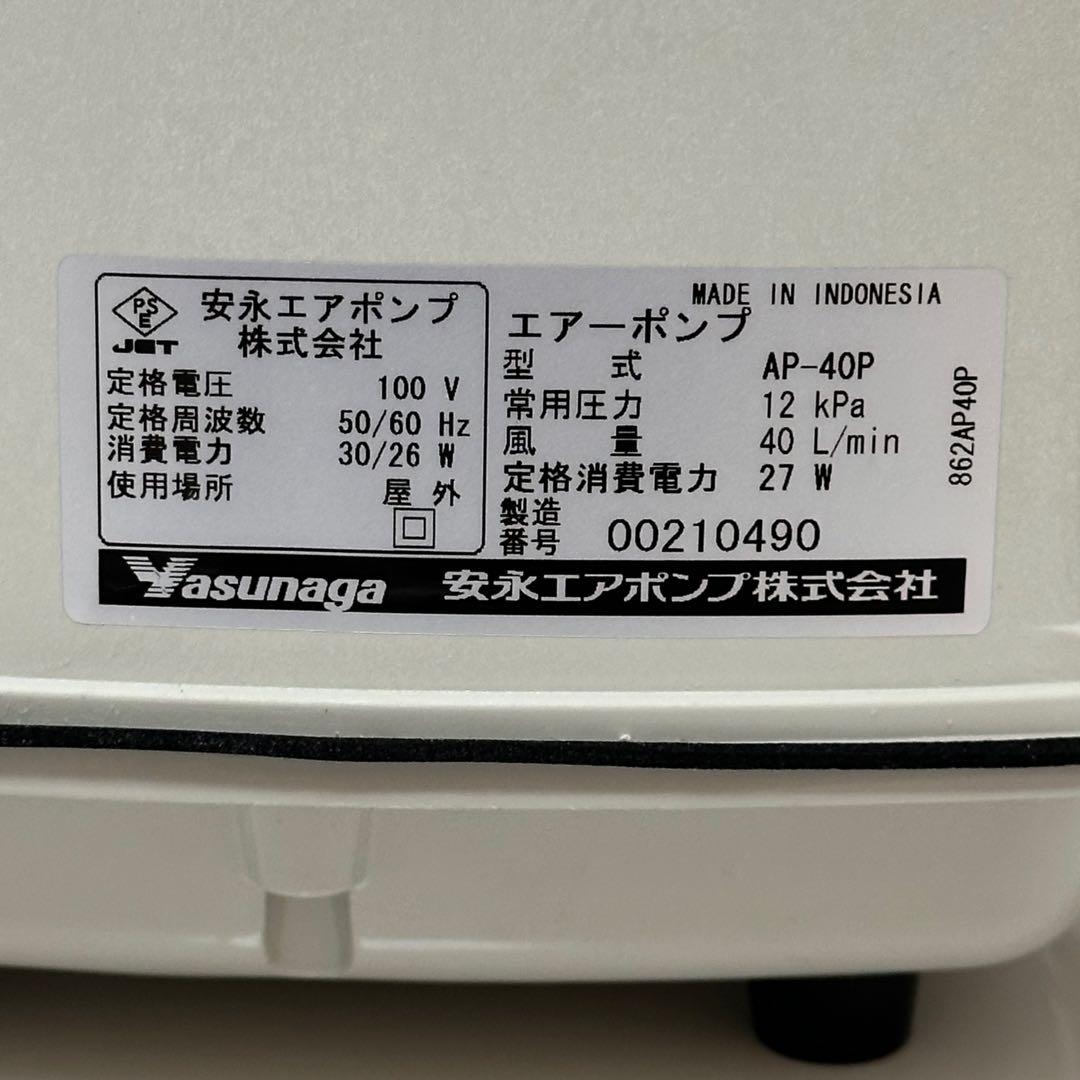 PSE
JET
安永エアポンプ
株式会社
定格電圧 100 V
定格周波数 50/60 Hz
消費電力 30/26 W
使用場所 屋外
MADE IN INDONESIA
エアーポンプ
型式 AP-40P
常用圧力 12 kPa
風量 40 L/min
定格消費電力 27 W
製造
番号 00210490
862AP40P
Yasunaga 安永エアポンプ株式会社